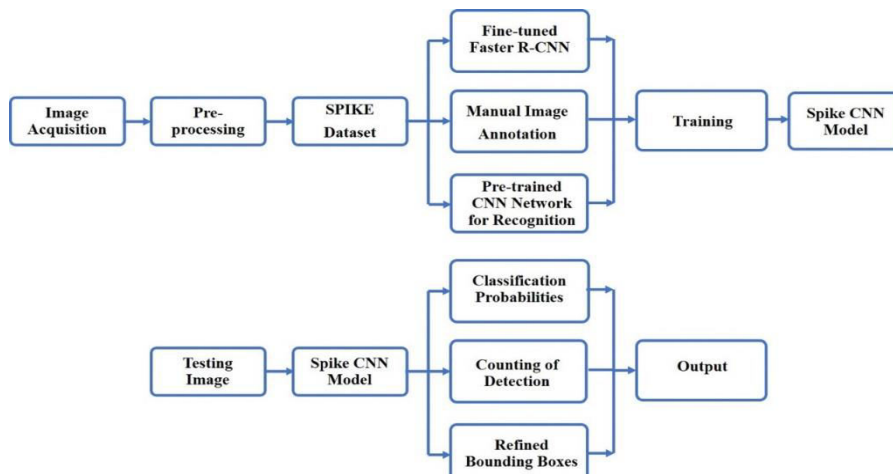 Fine-tuned
Faster R-CNN
Image
Acquisition
Pre-
processing
SPIKE
Dataset
Manual Image
Annotation
Training
Spike CNN
Model
Pre-trained
CNN Network
for Recognition
Classification
Probabilities
Testing
Image
Spike CNN
Model
Counting of
Detection
Output
Refined
Bounding Boxes